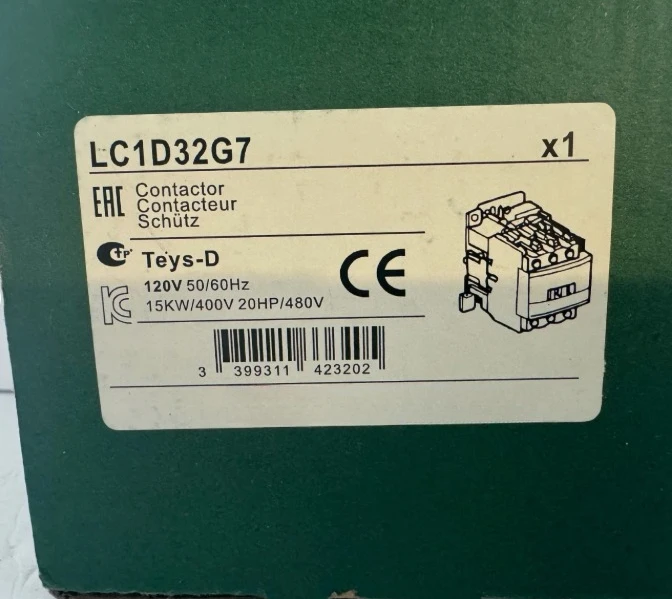 LC1D32G7 x1
EAC Contactor
Contacteur
Schütz
Teys-D
CE
120V 50/60Hz
15KW/400V 20HP/480V
3 399311 423202